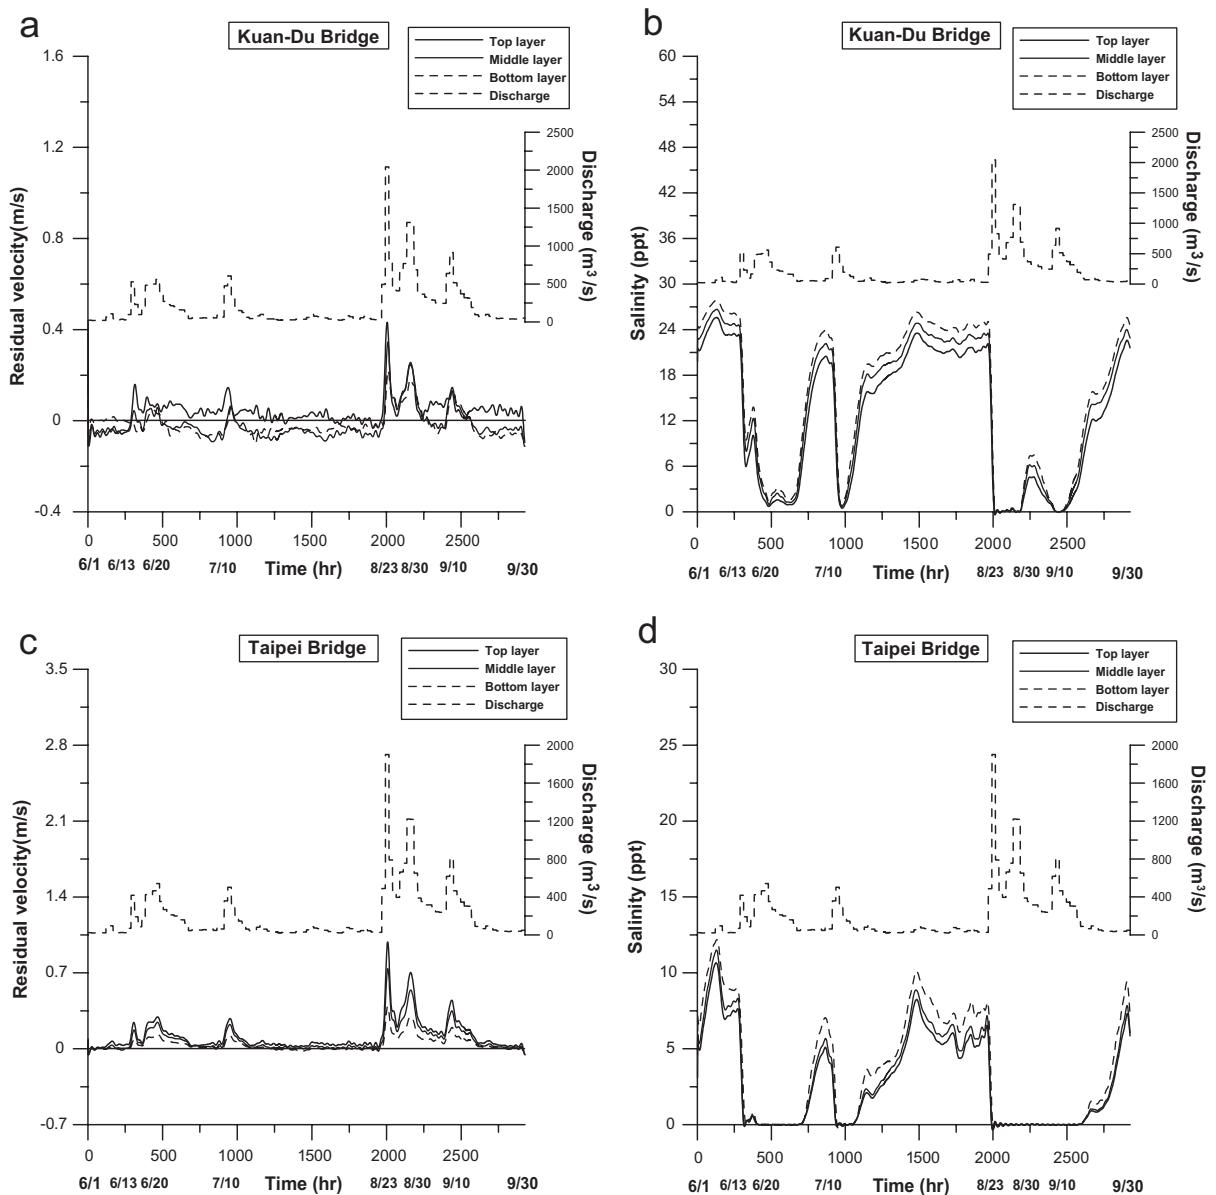 a
Kuan-Du Bridge
Top layer
Middle layer
Bottom layer
Discharge
1.6
1.2
0.8
0.4
0
-0.4
Residual velocity(m/s)
2500
2000
1500
1000
500
0
Discharge (m3/s)
0 500 1000 1500 2000 2500
6/1 6/13 6/20 7/10 Time (hr) 8/23 8/30 9/10 9/30
b
Kuan-Du Bridge
Top layer
Middle layer
Bottom layer
Discharge
60
54
48
42
36
30
24
18
12
6
0
Salinity (ppt)
2500
2000
1500
1000
500
0
Discharge (m3/s)
0 500 1000 1500 2000 2500
6/1 6/13 6/20 7/10 Time (hr) 8/23 8/30 9/10 9/30
c
Taipei Bridge
Top layer
Middle layer
Bottom layer
Discharge
3.5
2.8
2.1
1.4
0.7
0
-0.7
Residual velocity(m/s)
2000
1600
1200
800
400
0
Discharge (m3/s)
0 500 1000 1500 2000 2500
6/1 6/13 6/20 7/10 Time (hr) 8/23 8/30 9/10 9/30
d
Taipei Bridge
Top layer
Middle layer
Bottom layer
Discharge
30
25
20
15
10
5
0
Salinity (ppt)
2000
1600
1200
800
400
0
Discharge (m3/s)
0 500 1000 1500 2000 2500
6/1 6/13 6/20 7/10 Time (hr) 8/23 8/30 9/10 9/30